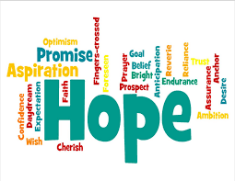 Optimism
Promise
Aspiration
Fingers-crossed
Foreseen
Prayer
Goal
Belief
Bright
Prospect
Anticipation
Reverie
Endurance
Reliance
Trust
Assurance
Anchor
Desire
Ambition
Confidence
Daydream
Expectation
Faith
Hope
Wish
Cherish